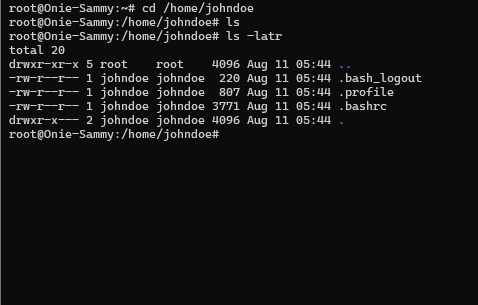 root@Onie-Sammy:~# cd /home/johndoe
root@Onie-Sammy:/home/johndoe# ls
root@Onie-Sammy:/home/johndoe# ls -latr
total 20
drwxr-xr-x 5 root    root    4096 Aug 11 05:44 ..
-rw-r--r-- 1 johndoe johndoe  220 Aug 11 05:44 .bash_logout
-rw-r--r-- 1 johndoe johndoe  807 Aug 11 05:44 .profile
-rw-r--r-- 1 johndoe johndoe 3771 Aug 11 05:44 .bashrc
drwxr-x--- 2 johndoe johndoe 4096 Aug 11 05:44 .
root@Onie-Sammy:/home/johndoe#